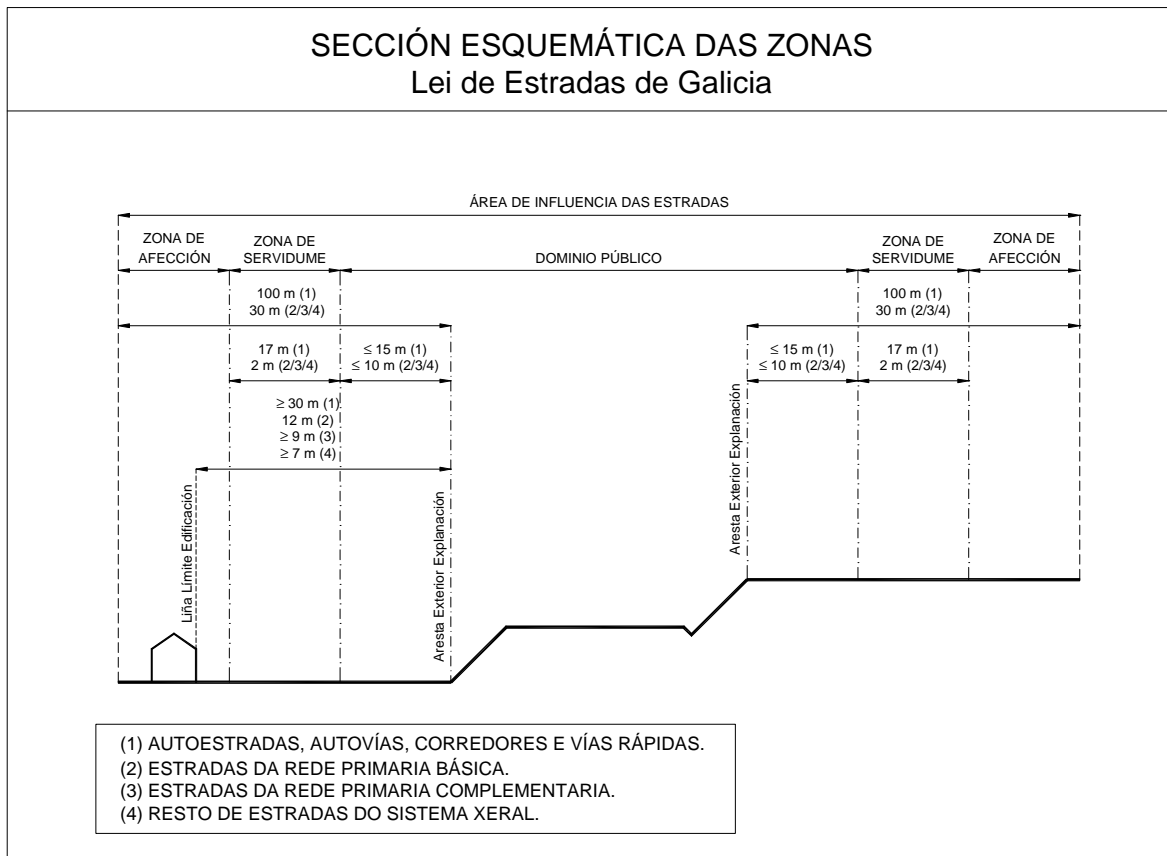 SECCIÓN ESQUEMÁTICA DAS ZONAS
Lei de Estradas de Galicia
ÁREA DE INFLUENCIA DAS ESTRADAS
ZONA DE
AFECCIÓN
ZONA DE
SERVIDUME
DOMINIO PÚBLICO
ZONA DE
SERVIDUME
ZONA DE
AFECCIÓN
100 m (1)
30 m (2/3/4)
100 m (1)
30 m (2/3/4)
17 m (1)
2 m (2/3/4)
≤ 15 m (1)
≤ 10 m (2/3/4)
≤ 15 m (1)
≤ 10 m (2/3/4)
17 m (1)
2 m (2/3/4)
≥ 30 m (1)
12 m (2)
≥ 9 m (3)
≥ 7 m (4)
Liña Límite Edificación
Aresta Exterior Explanación
Aresta Exterior Explanación
(1) AUTOESTRADAS, AUTOVÍAS, CORREDORES E VÍAS RÁPIDAS.
(2) ESTRADAS DA REDE PRIMARIA BÁSICA.
(3) ESTRADAS DA REDE PRIMARIA COMPLEMENTARIA.
(4) RESTO DE ESTRADAS DO SISTEMA XERAL.